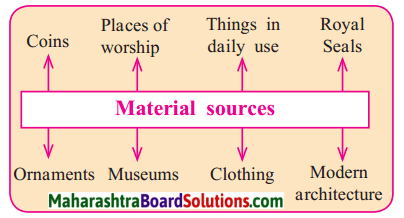 Coins
Places of
worship
Things in
daily use
Royal
Seals
Material sources
Ornaments
Museums
Clothing
Modern
architecture
MaharashtraBoardSolutions.com